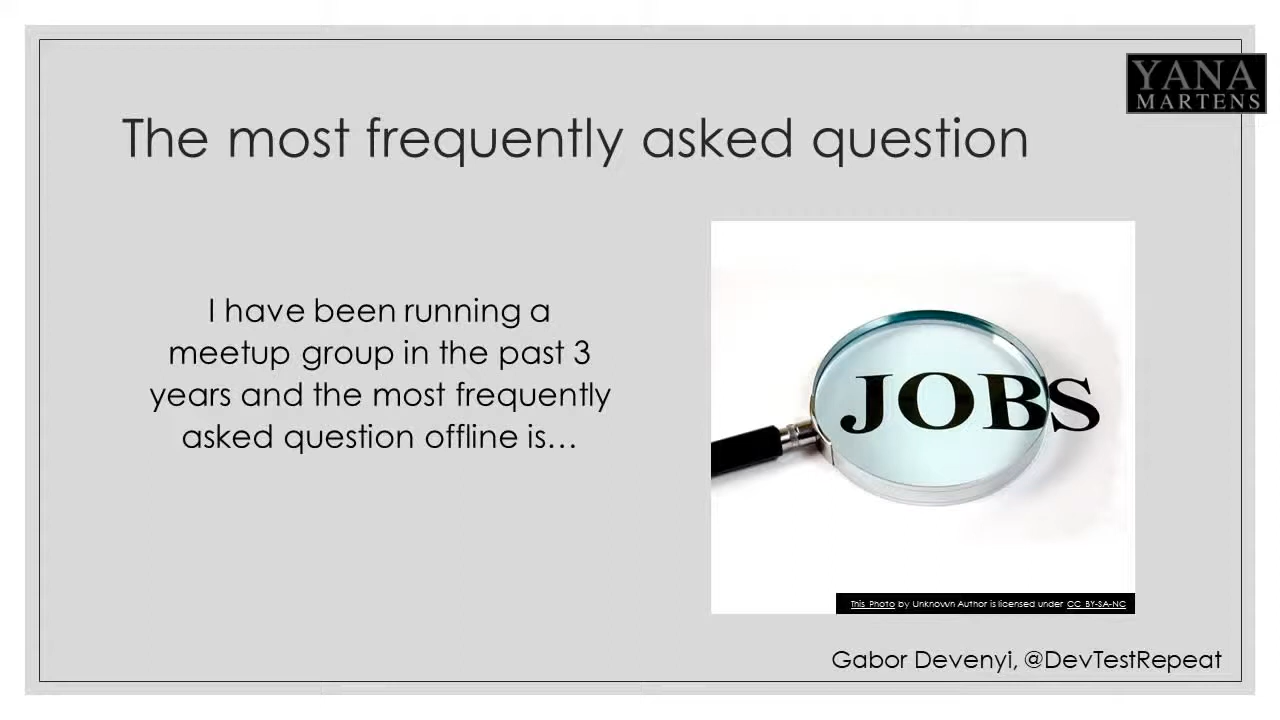 YANA
MARTENS
The most frequently asked question
I have been running a
meetup group in the past 3
years and the most frequently
asked question offline is…
JOBS
This Photo by Unknown Author is licensed under CC BY-SA-NC
Gabor Devenyi, @DevTestRepeat